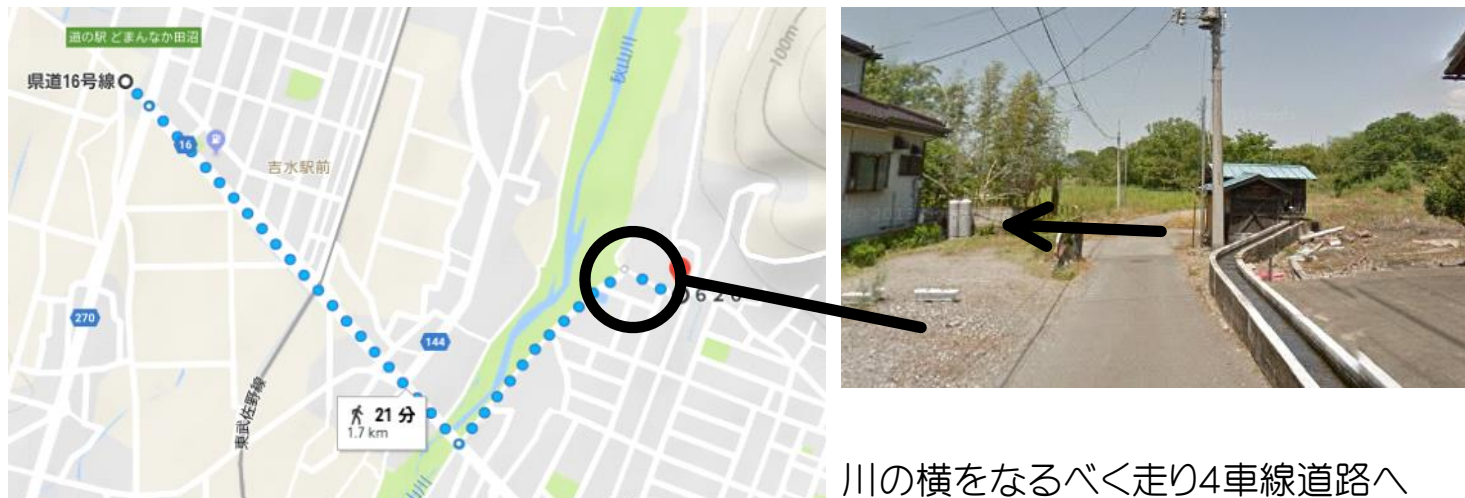 道の駅 どまんなか田沼
県道16号線
秋山川
100m
16
吉水駅前
620
270
144
東武佐野線
21 分
1.7 km
川の横をなるべく走り4車線道路へ